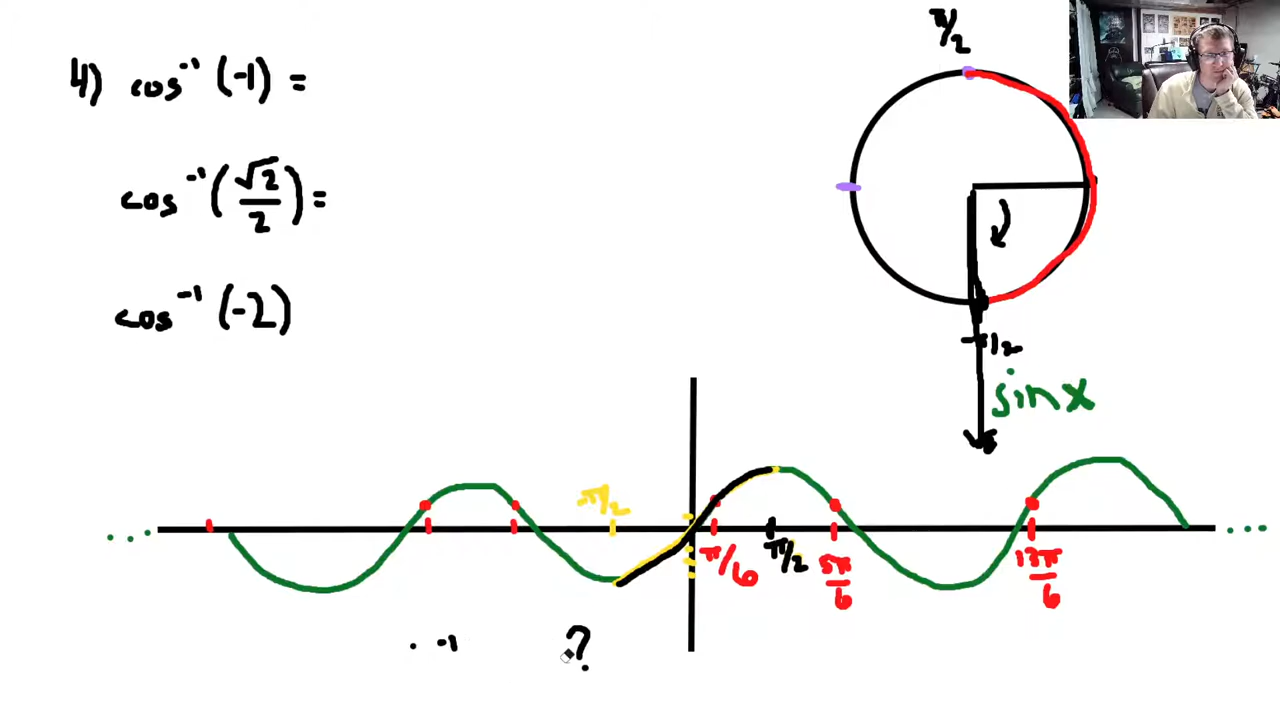 π/2
4) cos⁻¹(-1) =
cos⁻¹(√2/2) =
cos⁻¹(-2)
-π/2
sin x
-π/2
π/6
π/2
5π/6
13π/6
-1 ?